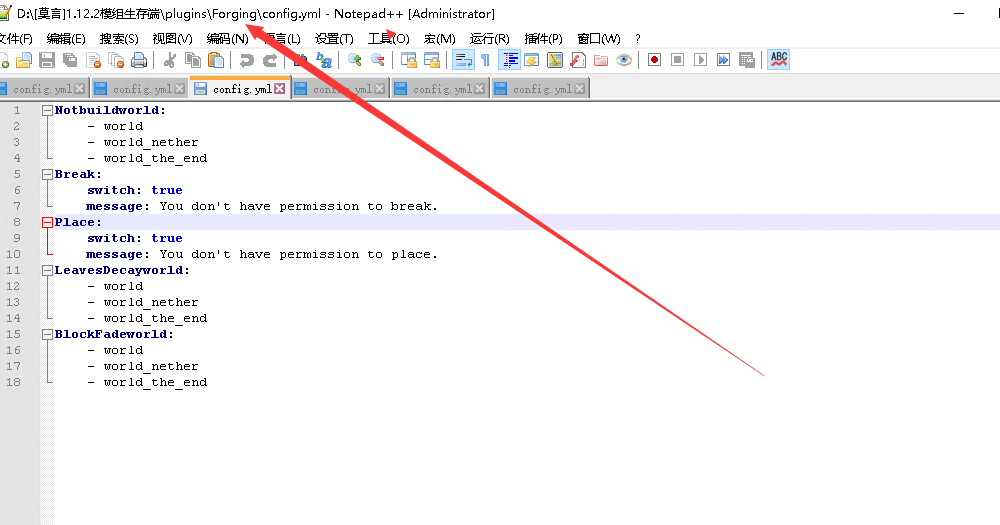 D:\[莫言]1.12.2模组生存端\plugins\Forging\config.yml - Notepad++ [Administrator]
文件(F) 编辑(E) 搜索(S) 视图(V) 编码(N) 语言(L) 设置(T) 工具(O) 宏(M) 运行(R) 插件(P) 窗口(W) ?
ABC
config.yml config.yml config.yml config.yml config.yml config.yml
1 Notbuildworld:
2 - world
3 - world_nether
4 - world_the_end
5 Break:
6 switch: true
7 message: You don't have permission to break.
8 Place:
9 switch: true
10 message: You don't have permission to place.
11 LeavesDecayworld:
12 - world
13 - world_nether
14 - world_the_end
15 BlockFadeworld:
16 - world
17 - world_nether
18 - world_the_end